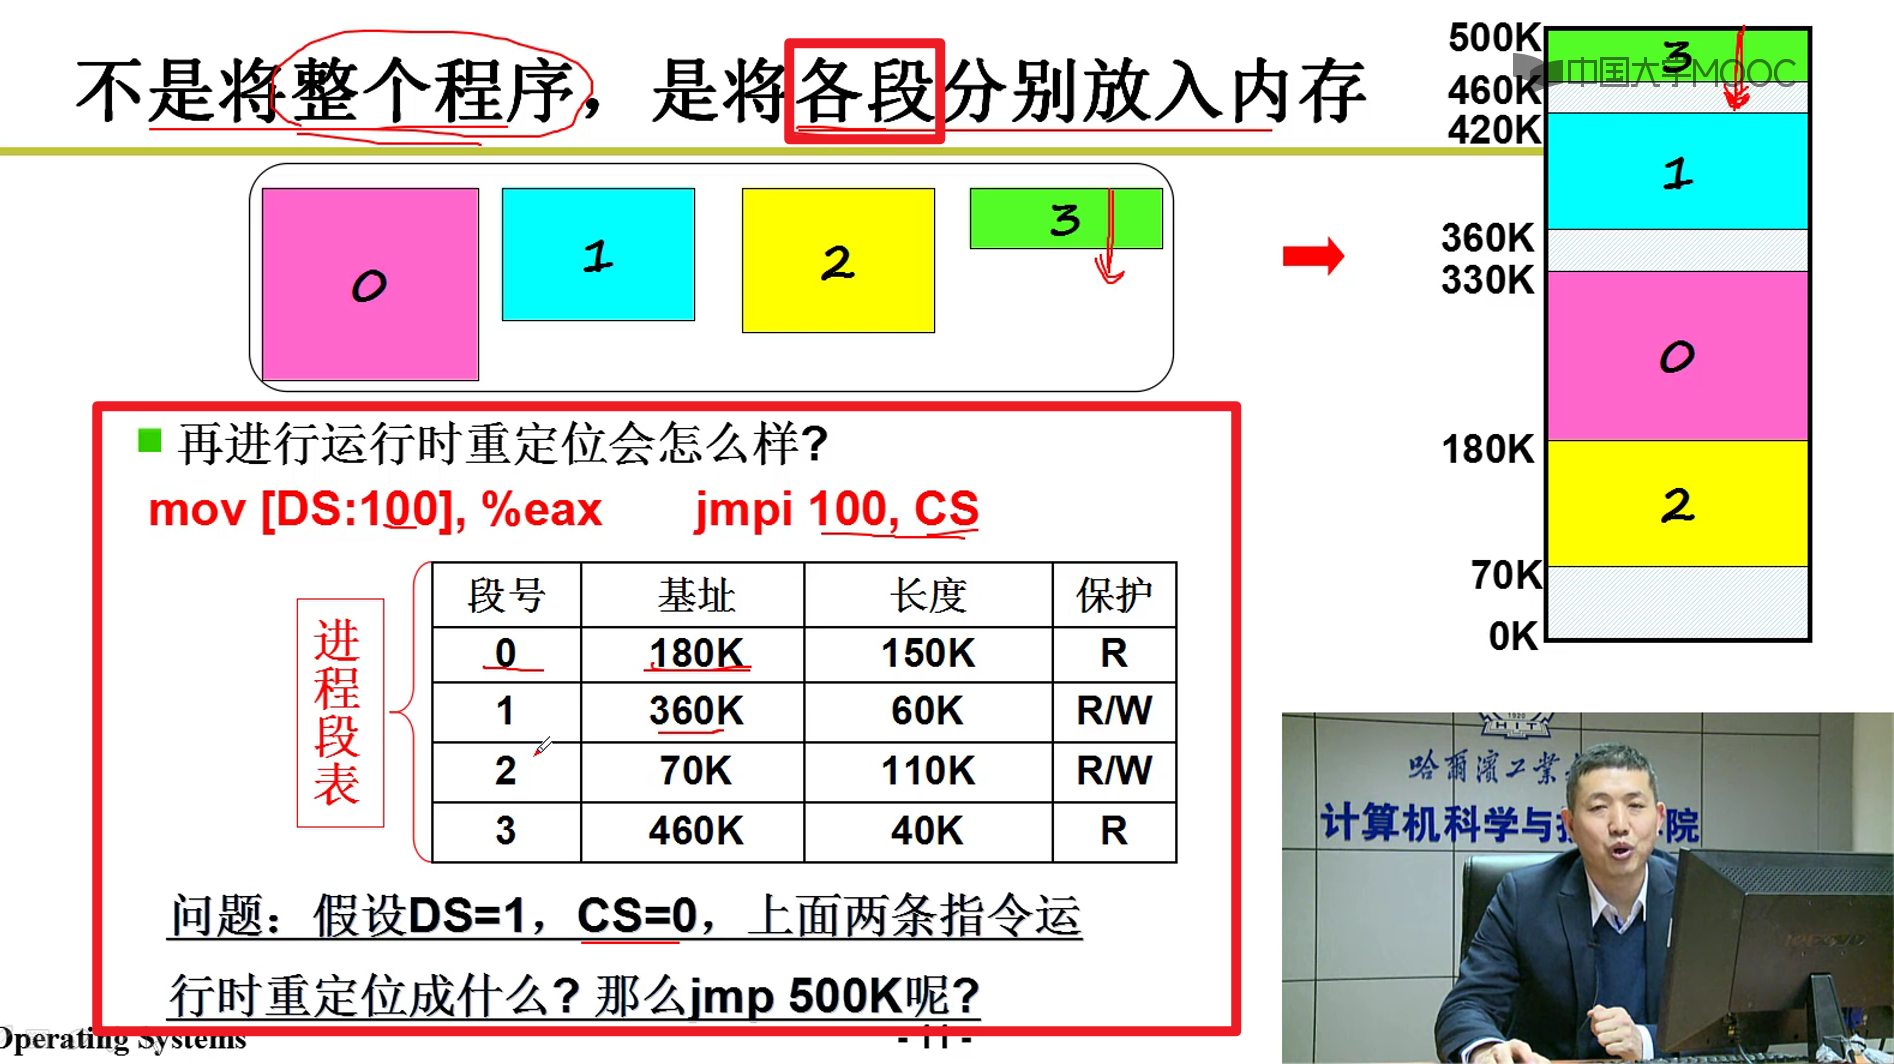 不是将整个程序，是将各段分别放入内存
中国大学MOOC
0
1
2
3
500K
460K
420K
360K
330K
180K
70K
0K
3
1
0
2
再进行运行时重定位会怎么样?
mov [DS:100], %eax
jmpi 100, CS
进程段表
段号 基址 长度 保护
0 180K 150K R
1 360K 60K R/W
2 70K 110K R/W
3 460K 40K R
问题：假设DS=1，CS=0，上面两条指令运
行时重定位成什么? 那么jmp 500K呢?
Operating Systems
- 11 -
1920
HIT
哈爾濱工業
计算机科学与 院